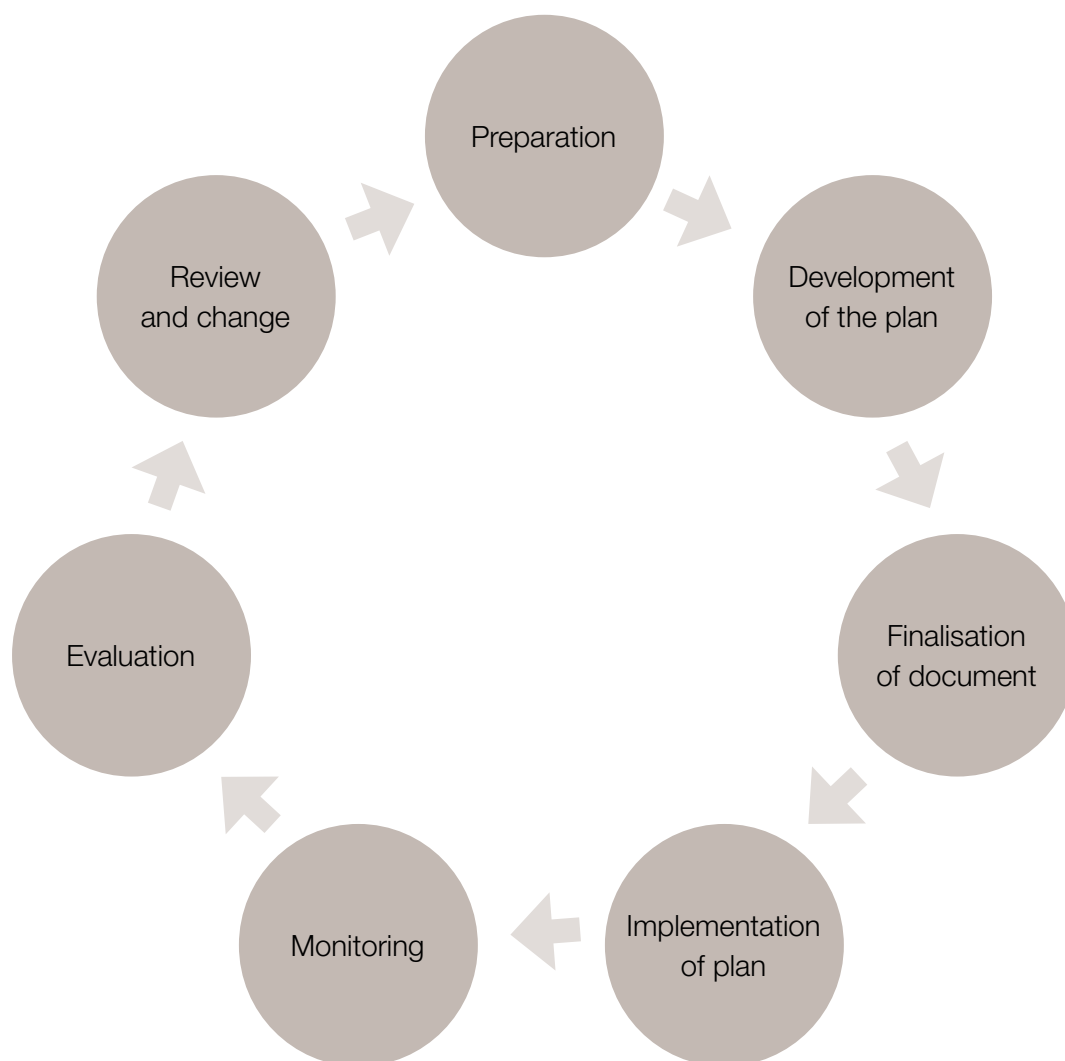 Preparation
Development
of the plan
Finalisation
of document
Implementation
of plan
Monitoring
Evaluation
Review
and change